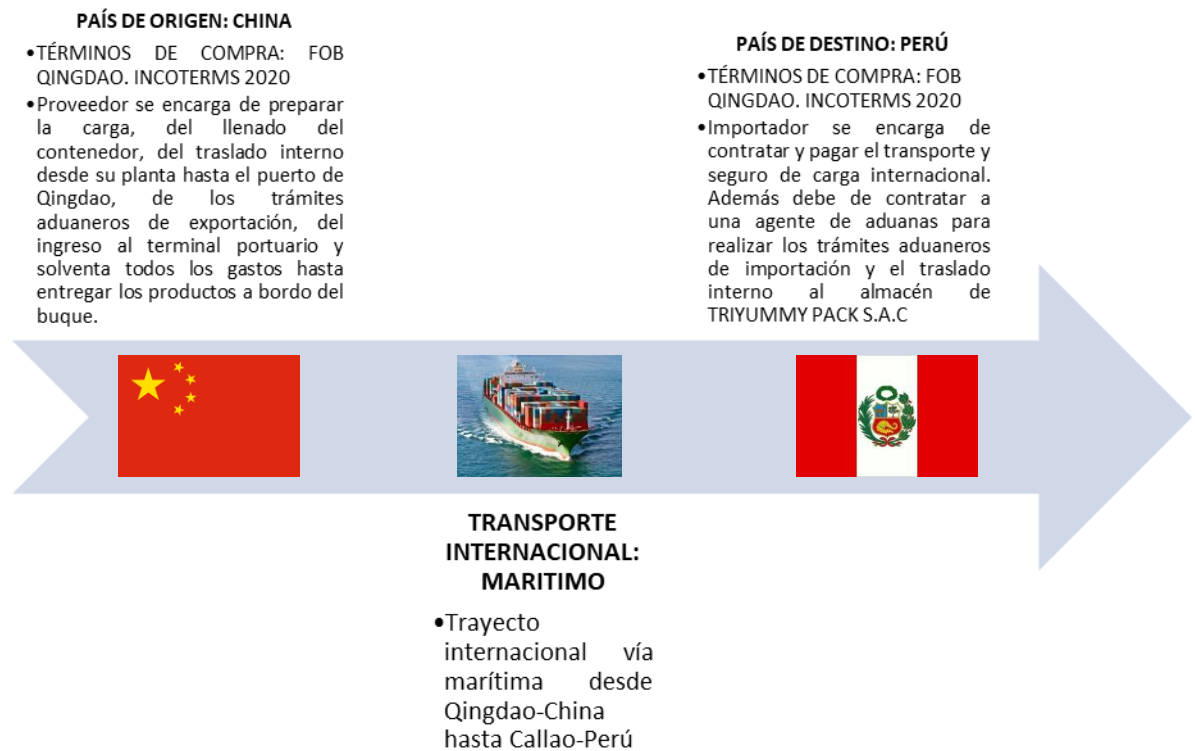 PAÍS DE ORIGEN: CHINA
•TÉRMINOS DE COMPRA: FOB
QINGDAO. INCOTERMS 2020
•Proveedor se encarga de preparar
la carga, del llenado del
contenedor, del traslado interno
desde su planta hasta el puerto de
Qingdao, de los trámites
aduaneros de exportación, del
ingreso al terminal portuario y
solventa todos los gastos hasta
entregar los productos a bordo del
buque.
PAÍS DE DESTINO: PERÚ
•TÉRMINOS DE COMPRA: FOB
QINGDAO. INCOTERMS 2020
•Importador se encarga de
contratar y pagar el transporte y
seguro de carga internacional.
Además debe de contratar a
una agente de aduanas para
realizar los trámites aduaneros
de importación y el traslado
interno al almacén de
TRIYUMMY PACK S.A.C
TRANSPORTE
INTERNACIONAL:
MARITIMO
•Trayecto
internacional vía
marítima desde
Qingdao-China
hasta Callao-Perú